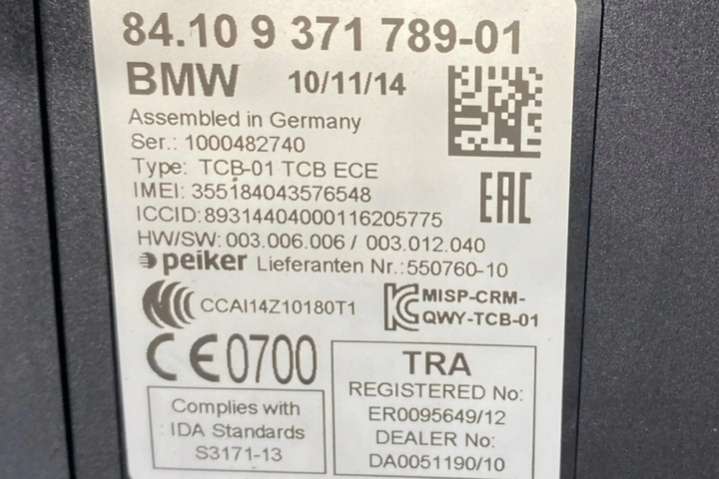 84.10 9 371 789-01
BMW 10/11/14
Assembled in Germany
Ser.: 1000482740
Type: TCB-01 TCB ECE
IMEI: 355184043576548
ICCID:89314404000116205775
HW/SW: 003.006.006 / 003.012.040
peiker Lieferanten Nr.:550760-10
CCAI14Z10180T1
MISP-CRM-
QWY-TCB-01
EAC
CE0700
Complies with
IDA Standards
S3171-13
TRA
REGISTERED No:
ER0095649/12
DEALER No:
DA0051190/10